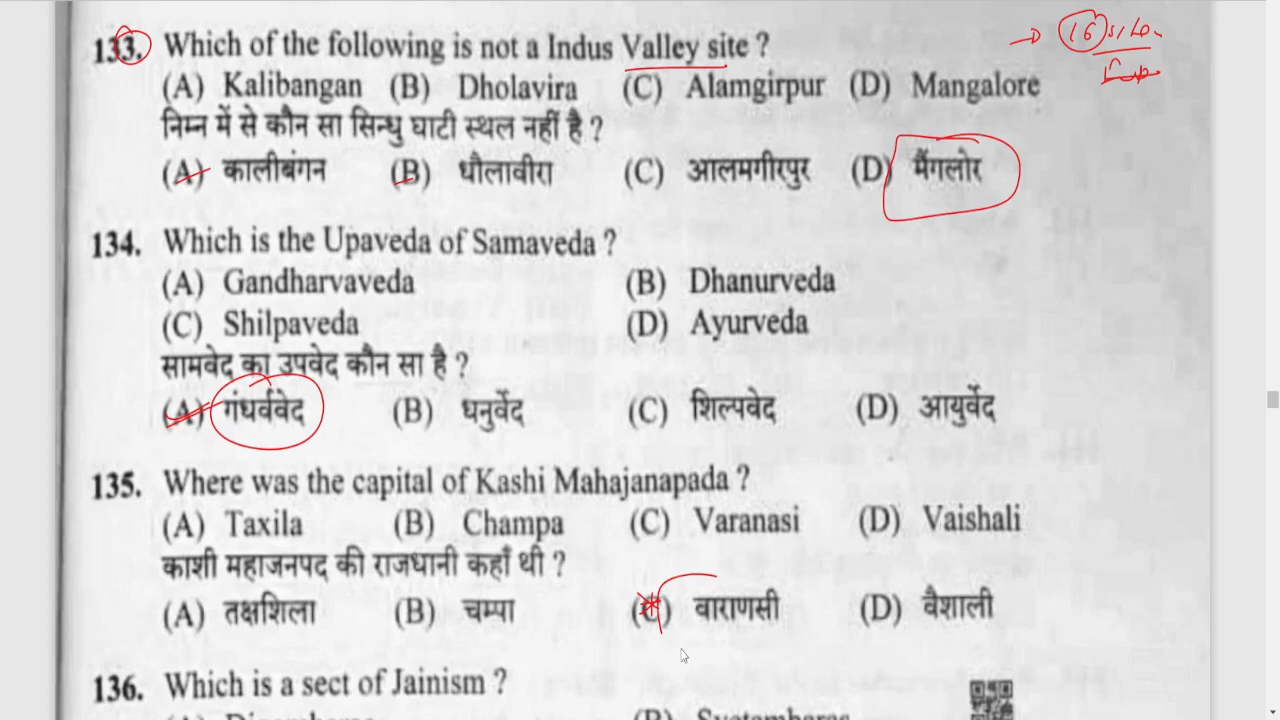 133. Which of the following is not a Indus Valley site ?
(A) Kalibangan (B) Dholavira (C) Alamgirpur (D) Mangalore
निम्न में से कौन सा सिन्धु घाटी स्थल नहीं है ?
(A) कालीबंगन (B) धौलावीरा (C) आलमगीरपुर (D) मैंगलोर
134. Which is the Upaveda of Samaveda ?
(A) Gandharvaveda (B) Dhanurveda
(C) Shilpaveda (D) Ayurveda
सामवेद का उपवेद कौन सा है ?
(A) गंधर्ववेद (B) धनुर्वेद (C) शिल्पवेद (D) आयुर्वेद
135. Where was the capital of Kashi Mahajanapada ?
(A) Taxila (B) Champa (C) Varanasi (D) Vaishali
काशी महाजनपद की राजधानी कहाँ थी ?
(A) तक्षशिला (B) चम्पा (C) वाराणसी (D) वैशाली
136. Which is a sect of Jainism ?
16